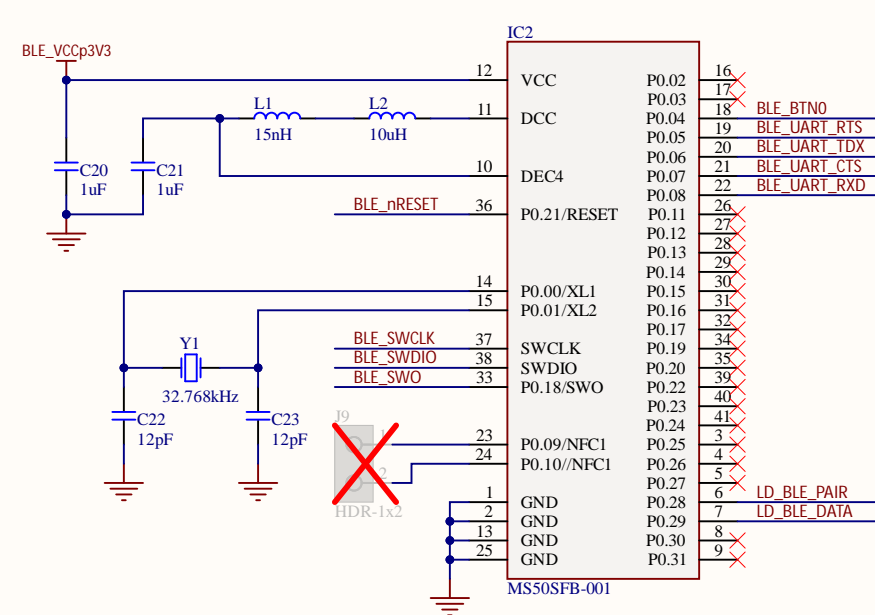 IC2
BLE_VCCp3V3
12 VCC P0.02 16
P0.03 17
L1 L2 11 DCC P0.04 18 BLE_BTN0
15nH 10uH P0.05 19 BLE_UART_RTS
P0.06 20 BLE_UART_TDX
C20 C21 10 DEC4 P0.07 21 BLE_UART_CTS
1uF 1uF P0.08 22 BLE_UART_RXD
BLE_nRESET 36 P0.21/RESET P0.11 26
P0.12 27
P0.13 28
P0.14 29
14 P0.00/XL1 P0.15 30
15 P0.01/XL2 P0.16 31
P0.17 32
Y1 BLE_SWCLK 37 SWCLK P0.19 34
BLE_SWDIO 38 SWDIO P0.20 35
32.768kHz BLE_SWO 33 P0.18/SWO P0.22 39
P0.23 40
C22 C23 J9 P0.24 41
12pF 12pF 1 23 P0.09/NFC1 P0.25 3
24 P0.10//NFC1 P0.26 4
2 P0.27 5
HDR-1x2 1 GND P0.28 6 LD_BLE_PAIR
2 GND P0.29 7 LD_BLE_DATA
13 GND P0.30 8
25 GND P0.31 9
MS50SFB-001